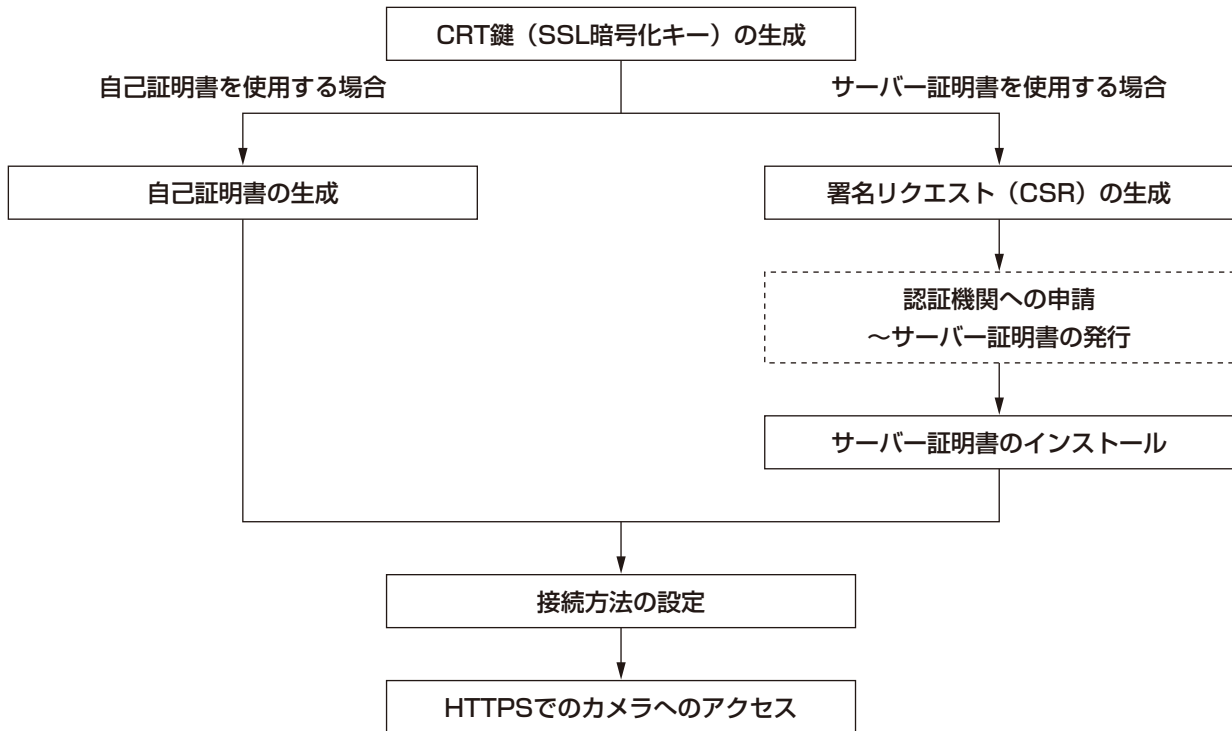 CRT鍵（SSL暗号化キー）の生成
自己証明書を使用する場合
サーバー証明書を使用する場合
自己証明書の生成
署名リクエスト（CSR）の生成
認証機関への申請
～サーバー証明書の発行
サーバー証明書のインストール
接続方法の設定
HTTPSでのカメラへのアクセス